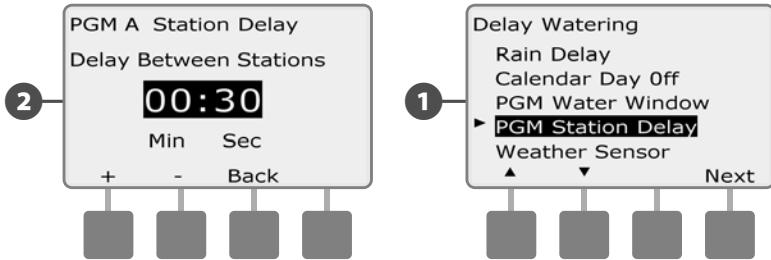 PGM A Station Delay
Delay Between Stations
2
00:30
Min Sec
+ - Back
Delay Watering
Rain Delay
Calendar Day 0ff
1
PGM Water Window
► PGM Station Delay
Weather Sensor
▲ ▼ Next